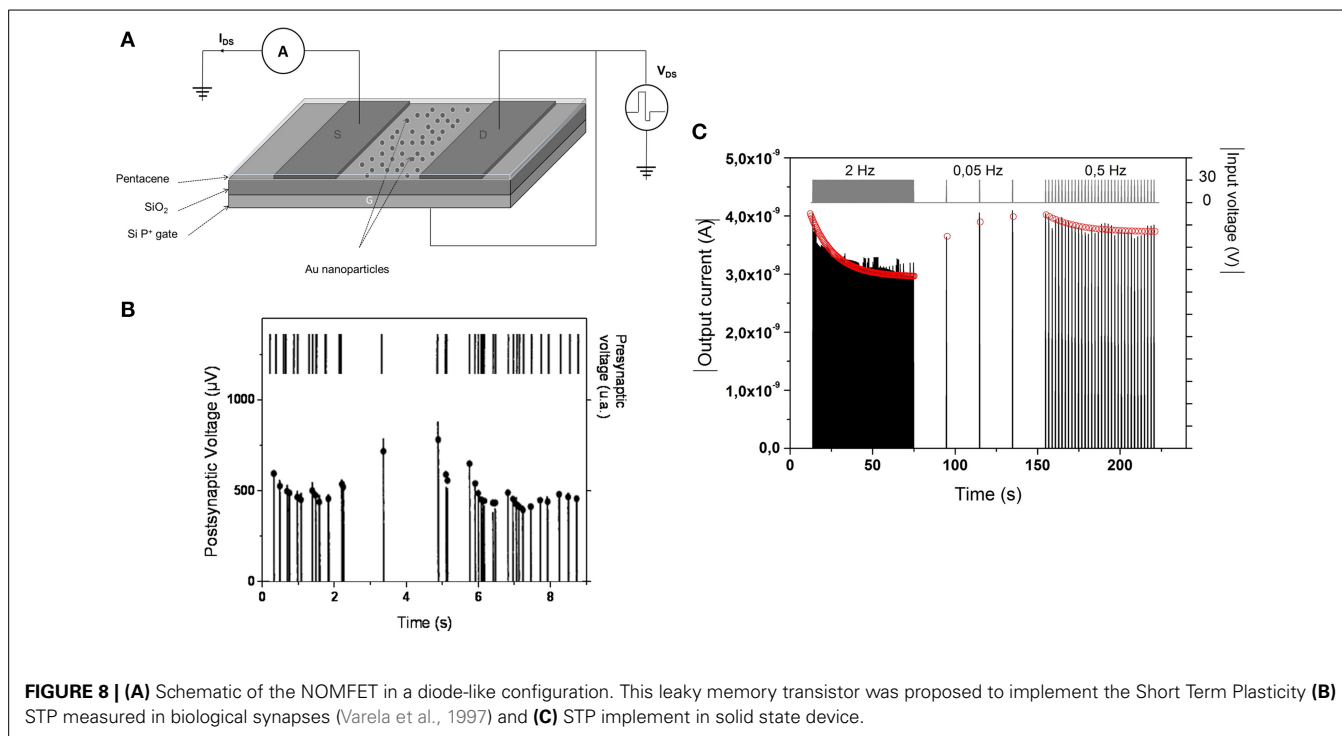 A
I_DS
A
V_DS
S
D
G
Pentacene
SiO₂
Si P⁺ gate
Au nanoparticles
B
Postsynaptic Voltage (µV)
1000
500
0
0 2 4 6 8
Time (s)
Presynaptic
voltage (u.a.)
C
|Output current (A)|
5,0x10⁻⁹
4,0x10⁻⁹
3,0x10⁻⁹
2,0x10⁻⁹
1,0x10⁻⁹
0,0
2 Hz 0,05 Hz 0,5 Hz
30
0
|Input voltage (V)|
0 50 100 150 200
Time (s)
FIGURE 8 | (A) Schematic of the NOMFET in a diode-like configuration. This leaky memory transistor was proposed to implement the Short Term Plasticity (B)
STP measured in biological synapses (Varela et al., 1997) and (C) STP implement in solid state device.